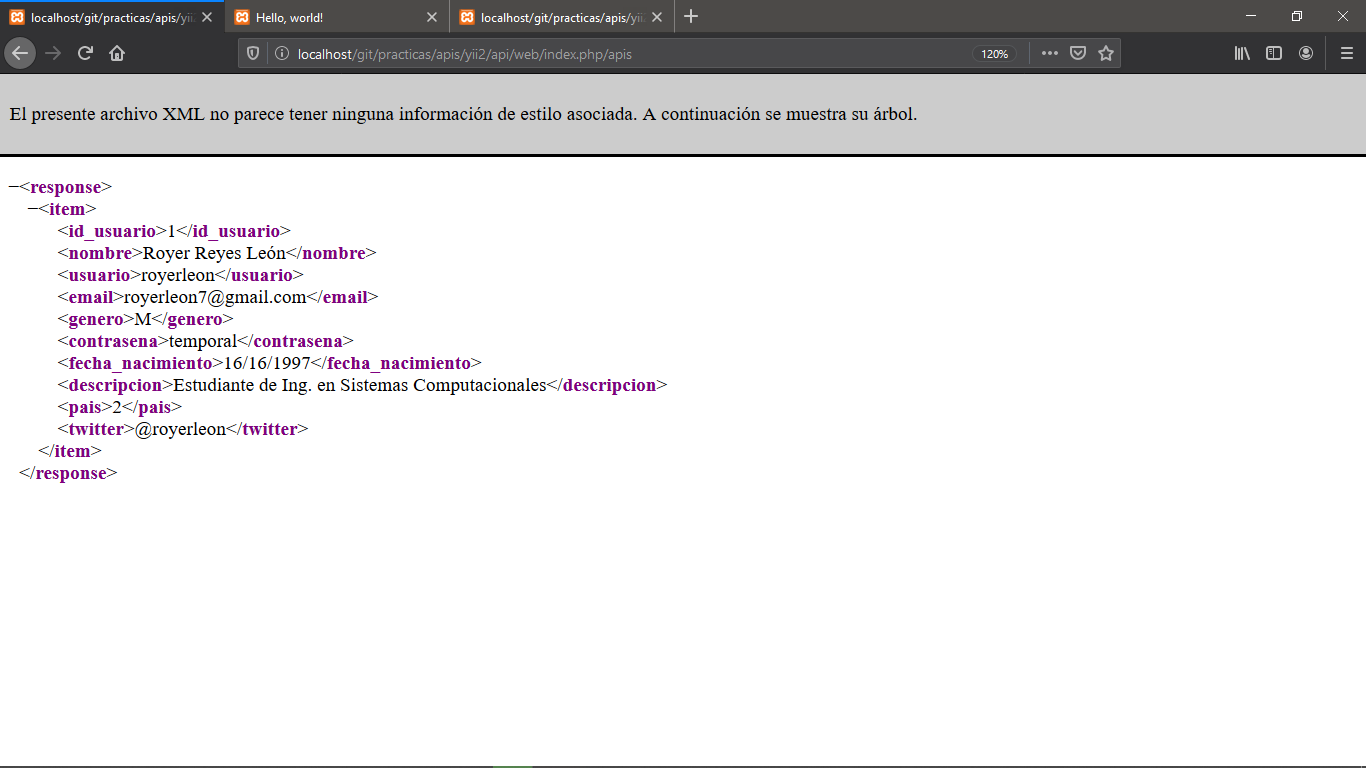 localhost/git/practicas/apis/yii
Hello, world!
localhost/git/practicas/apis/yii
localhost/git/practicas/apis/yii2/api/web/index.php/apis
120%
El presente archivo XML no parece tener ninguna información de estilo asociada. A continuación se muestra su árbol.
−<response>
−<item>
<id_usuario>1</id_usuario>
<nombre>Royer Reyes León</nombre>
<usuario>royerleon</usuario>
<email>royerleon7@gmail.com</email>
<genero>M</genero>
<contrasena>temporal</contrasena>
<fecha_nacimiento>16/16/1997</fecha_nacimiento>
<descripcion>Estudiante de Ing. en Sistemas Computacionales</descripcion>
<pais>2</pais>
<twitter>@royerleon</twitter>
</item>
</response>